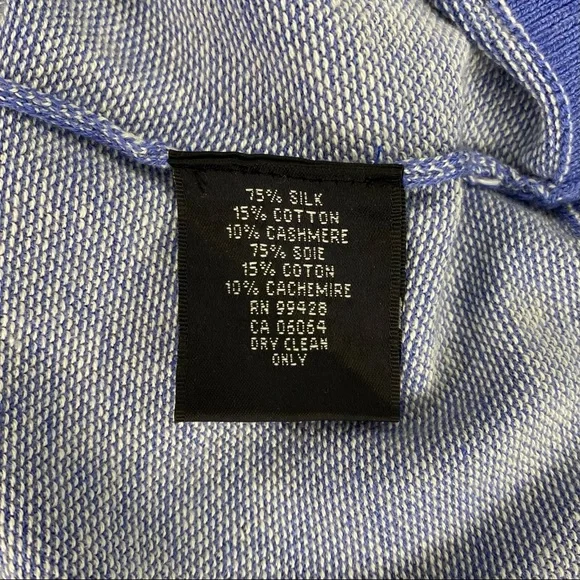 75% SILK
15% COTTON
10% CASHMERE
75% SOIE
15% COTON
10% CACHEMIRE
RN 99428
CA 06064
DRY CLEAN
ONLY